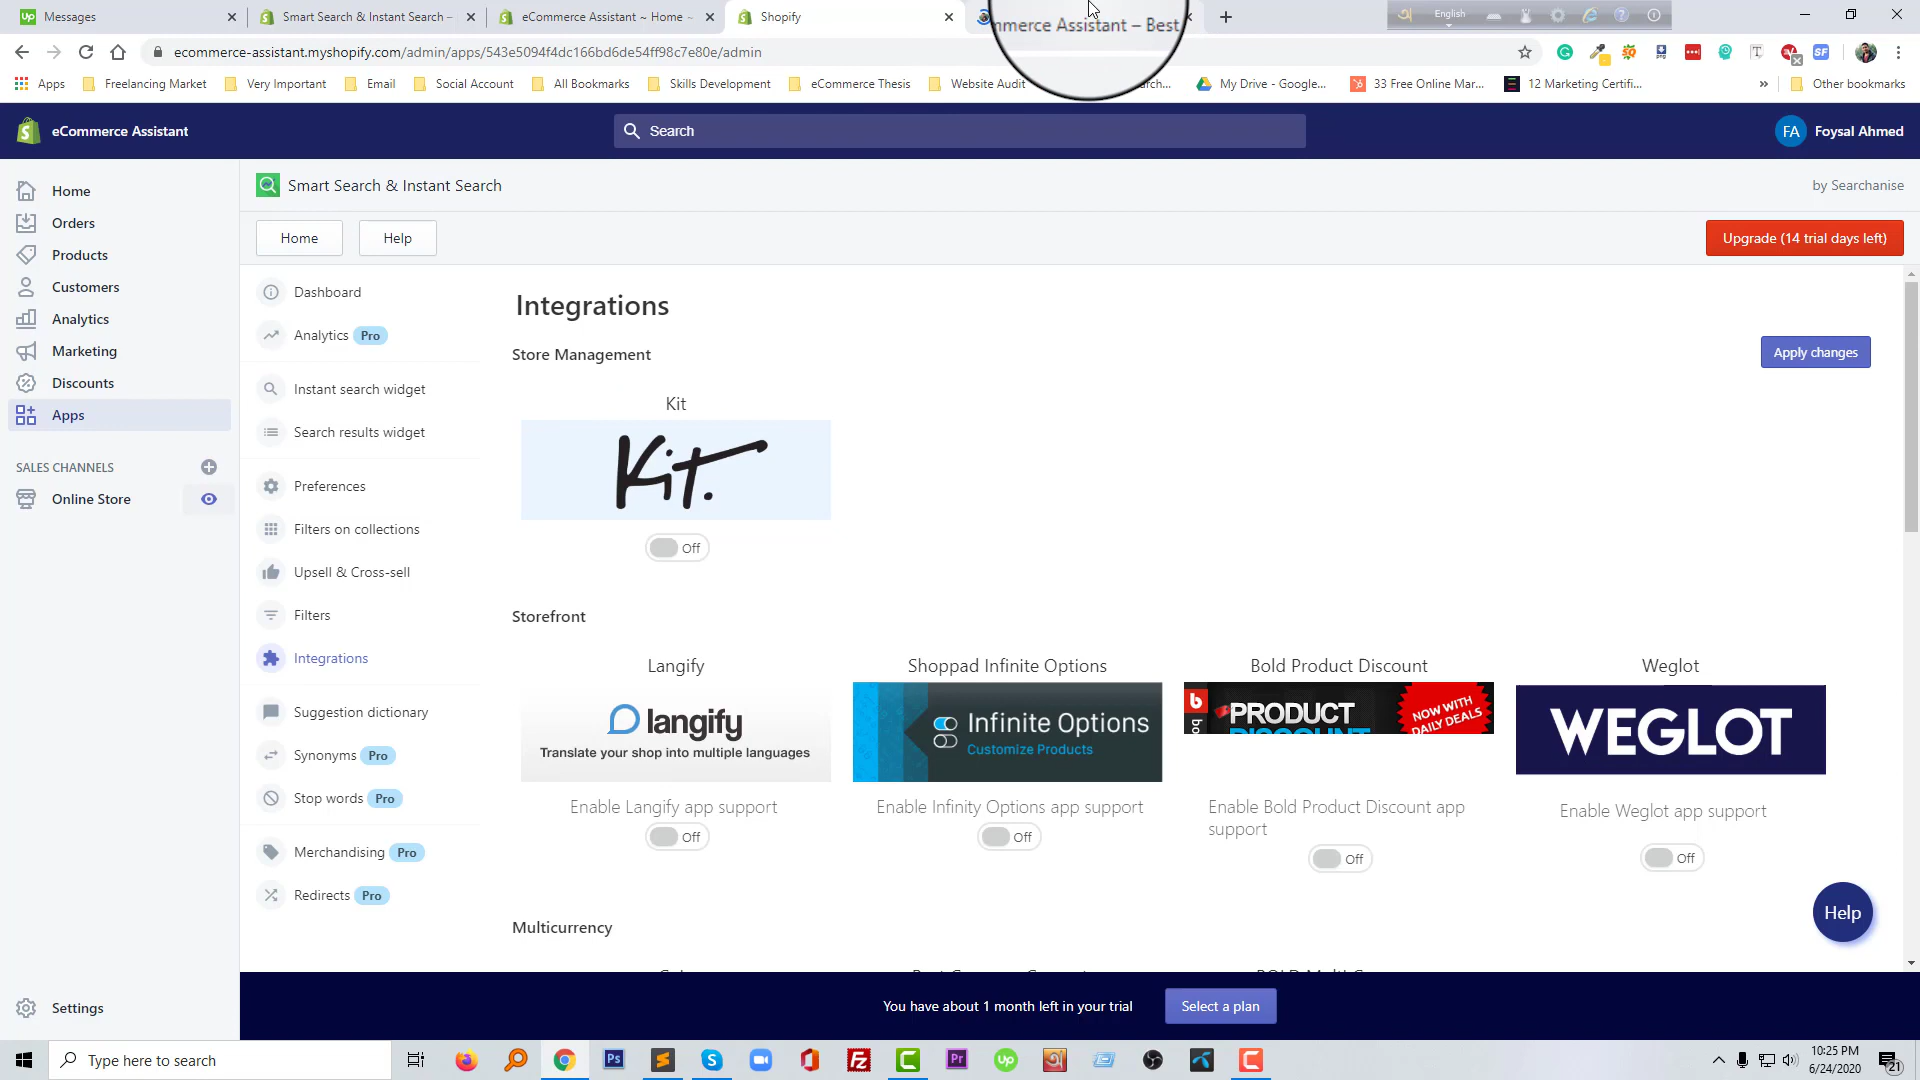 Messages
Smart Search & Instant Search –
eCommerce Assistant ~ Home ~
Shopify
mmerce Assistant – Best
English
ecommerce-assistant.myshopify.com/admin/apps/543e5094f4dc166bd6de54ff98c7e80e/admin
Apps
Freelancing Market
Very Important
Email
Social Account
All Bookmarks
Skills Development
eCommerce Thesis
Website Audit
My Drive - Google...
33 Free Online Mar...
12 Marketing Certifi...
»
Other bookmarks
eCommerce Assistant
Search
FA
Foysal Ahmed
Home
Orders
Products
Customers
Analytics
Marketing
Discounts
Apps
SALES CHANNELS
Online Store
Settings
Smart Search & Instant Search
by Searchanise
Home
Help
Upgrade (14 trial days left)
Dashboard
Analytics Pro
Instant search widget
Search results widget
Preferences
Filters on collections
Upsell & Cross-sell
Filters
Integrations
Suggestion dictionary
Synonyms Pro
Stop words Pro
Merchandising Pro
Redirects Pro
Integrations
Store Management
Apply changes
Kit
Kit.
Off
Storefront
Langify
Shoppad Infinite Options
Bold Product Discount
Weglot
langify
Translate your shop into multiple languages
Infinite Options
Customize Products
b
bo
PRODUCT
DISCOUNT
NOW WITH
DAILY DEALS
WEGLOT
Enable Langify app support
Off
Enable Infinity Options app support
Off
Enable Bold Product Discount app
support
Off
Enable Weglot app support
Off
Multicurrency
Help
You have about 1 month left in your trial
Select a plan
Type here to search
10:25 PM
6/24/2020
21